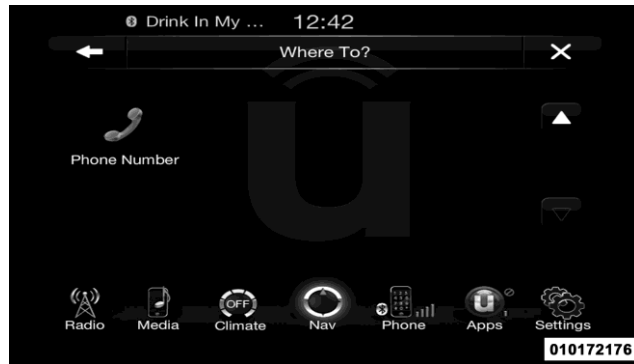 Drink In My ... 12:42
Where To?
Phone Number
OFF
Radio Media Climate Nav Phone Apps Settings
010172176